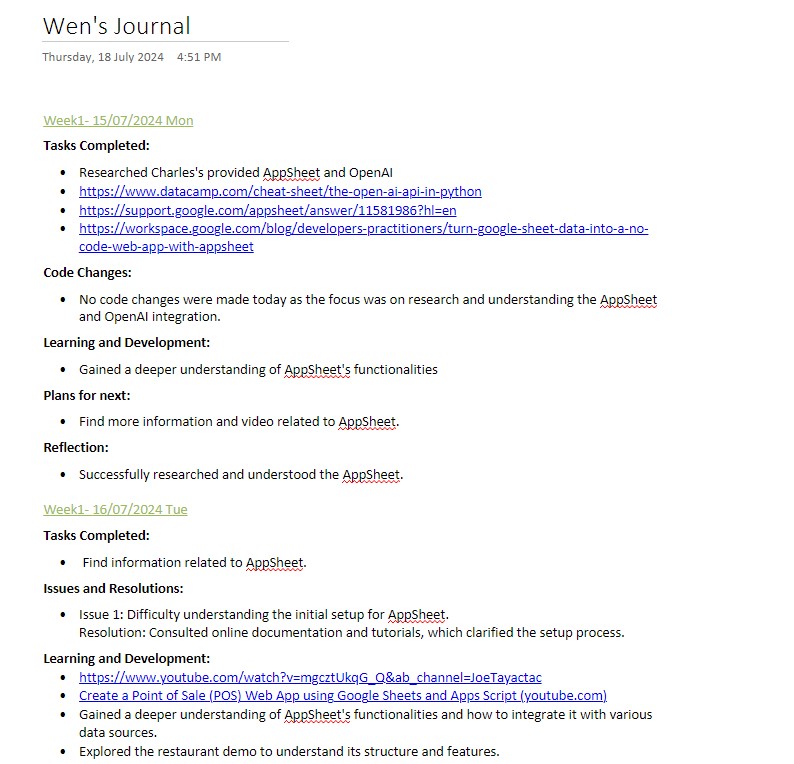 Wen's Journal
Thursday, 18 July 2024 4:51 PM
Week1- 15/07/2024 Mon
Tasks Completed:
• Researched Charles's provided AppSheet and OpenAI
• https://www.datacamp.com/cheat-sheet/the-open-ai-api-in-python
• https://support.google.com/appsheet/answer/11581986?hl=en
• https://workspace.google.com/blog/developers-practitioners/turn-google-sheet-data-into-a-no-
code-web-app-with-appsheet
Code Changes:
• No code changes were made today as the focus was on research and understanding the AppSheet
and OpenAI integration.
Learning and Development:
• Gained a deeper understanding of AppSheet's functionalities
Plans for next:
• Find more information and video related to AppSheet.
Reflection:
• Successfully researched and understood the AppSheet.
Week1- 16/07/2024 Tue
Tasks Completed:
• Find information related to AppSheet.
Issues and Resolutions:
• Issue 1: Difficulty understanding the initial setup for AppSheet.
Resolution: Consulted online documentation and tutorials, which clarified the setup process.
Learning and Development:
• https://www.youtube.com/watch?v=mgcztUkqG_Q&ab_channel=JoeTayactac
• Create a Point of Sale (POS) Web App using Google Sheets and Apps Script (youtube.com)
• Gained a deeper understanding of AppSheet's functionalities and how to integrate it with various
data sources.
• Explored the restaurant demo to understand its structure and features.